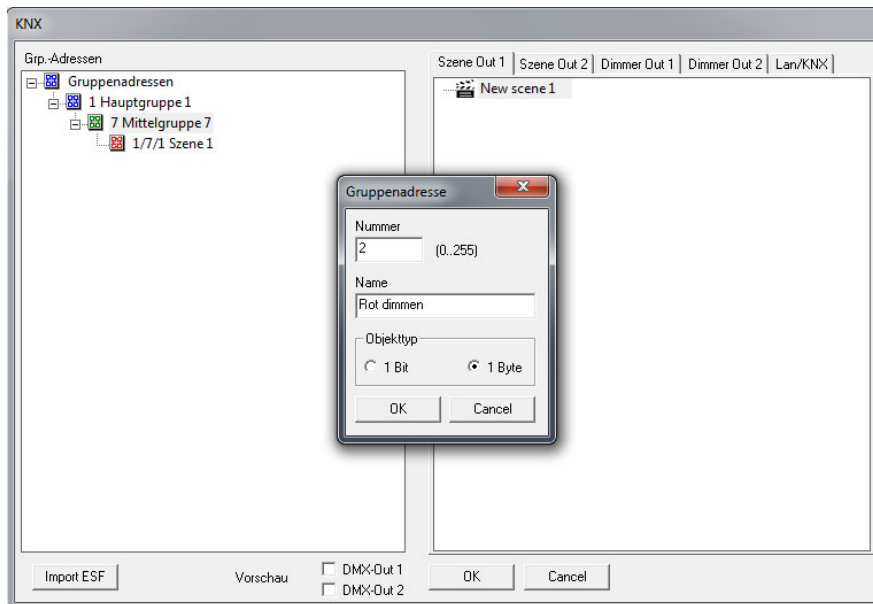 KNX
Grp.-Adressen
Gruppenadressen
1 Hauptgruppe 1
7 Mittelgruppe 7
1/7/1 Szene 1
Szene Out 1 Szene Out 2 Dimmer Out 1 Dimmer Out 2 Lan/KNX
New scene 1
Gruppenadresse
Nummer
2 (0..255)
Name
Rot dimmen
Objekttyp
1 Bit 1 Byte
OK Cancel
Import ESF Vorschau DMX-Out 1
DMX-Out 2
OK Cancel